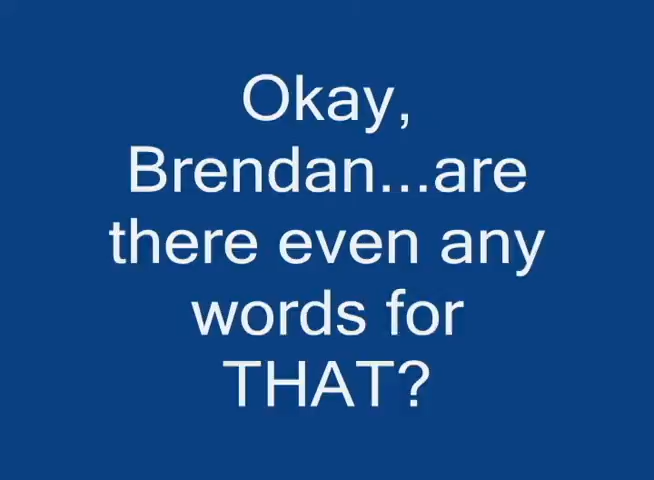 Okay,
Brendan...are
there even any
words for
THAT?